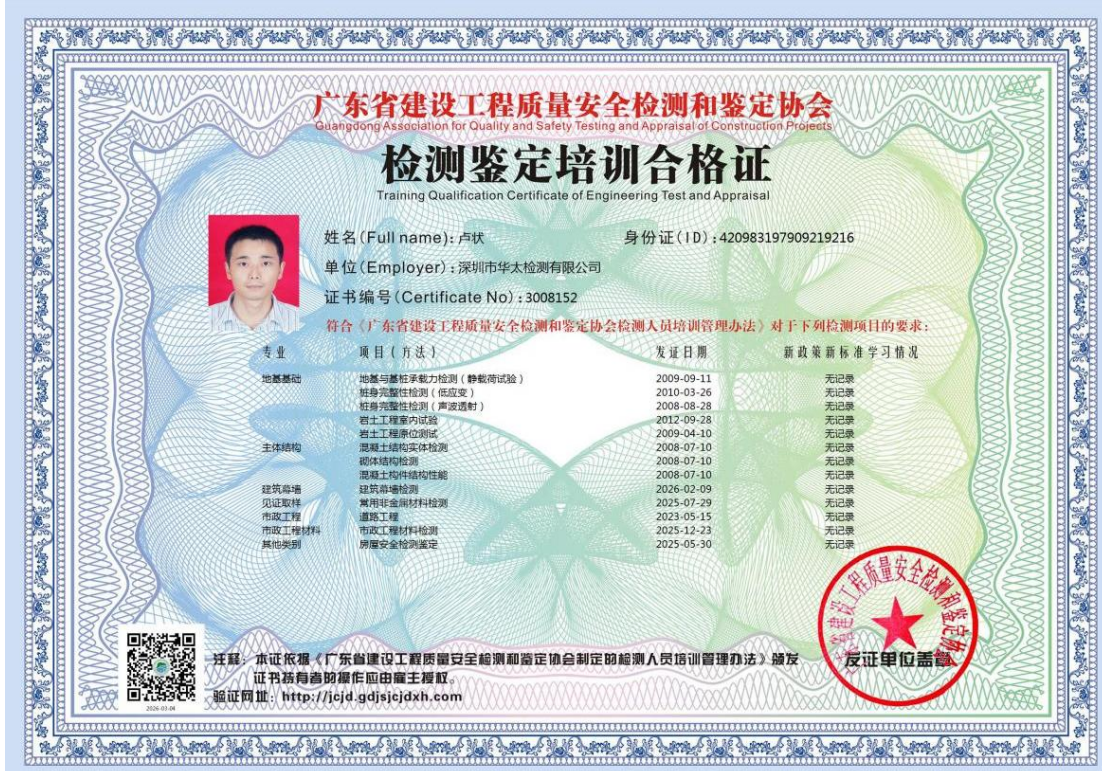 广东省建设工程质量安全检测和鉴定协会
Guangdong Association for Quality and Safety Testing and Appraisal of Construction Projects
检测鉴定培训合格证
Training Qualification Certificate of Engineering Test and Appraisal
姓名(Full name): 卢状 身份证(ID): 420983197909219216
单位(Employer): 深圳市华太检测有限公司
证书编号(Certificate No): 3008152
符合《广东省建设工程质量安全检测和鉴定协会检测人员培训管理办法》对于下列检测项目的要求:
专业 项目(方法) 发证日期 新政策新标准学习情况
地基基础 地基与基桩承载力检测(静载荷试验) 2009-09-11 无记录
桩身完整性检测(低应变) 2010-03-26 无记录
桩身完整性检测(声波透射) 2008-08-28 无记录
岩土工程室内试验 2012-09-28 无记录
岩土工程原位测试 2009-04-10 无记录
主体结构 混凝土结构实体检测 2008-07-10 无记录
砌体结构检测 2008-07-10 无记录
混凝土构件结构性能 2008-07-10 无记录
建筑幕墙 建筑幕墙检测 2026-02-09 无记录
见证取样 常用非金属材料检测 2025-07-29 无记录
市政工程 道路工程 2023-05-15 无记录
市政工程材料 市政工程材料检测 2025-12-23 无记录
其他类别 房屋安全检测鉴定 2025-05-30 无记录
省建设工程质量安全检测和鉴定协会
发证单位盖章
注释: 本证依据《广东省建设工程质量安全检测和鉴定协会制定的检测人员培训管理办法》颁发
证书持有者的操作应由雇主授权。
验证网址: http://jcjd.gdjsjcjdxh.com
2026-03-04